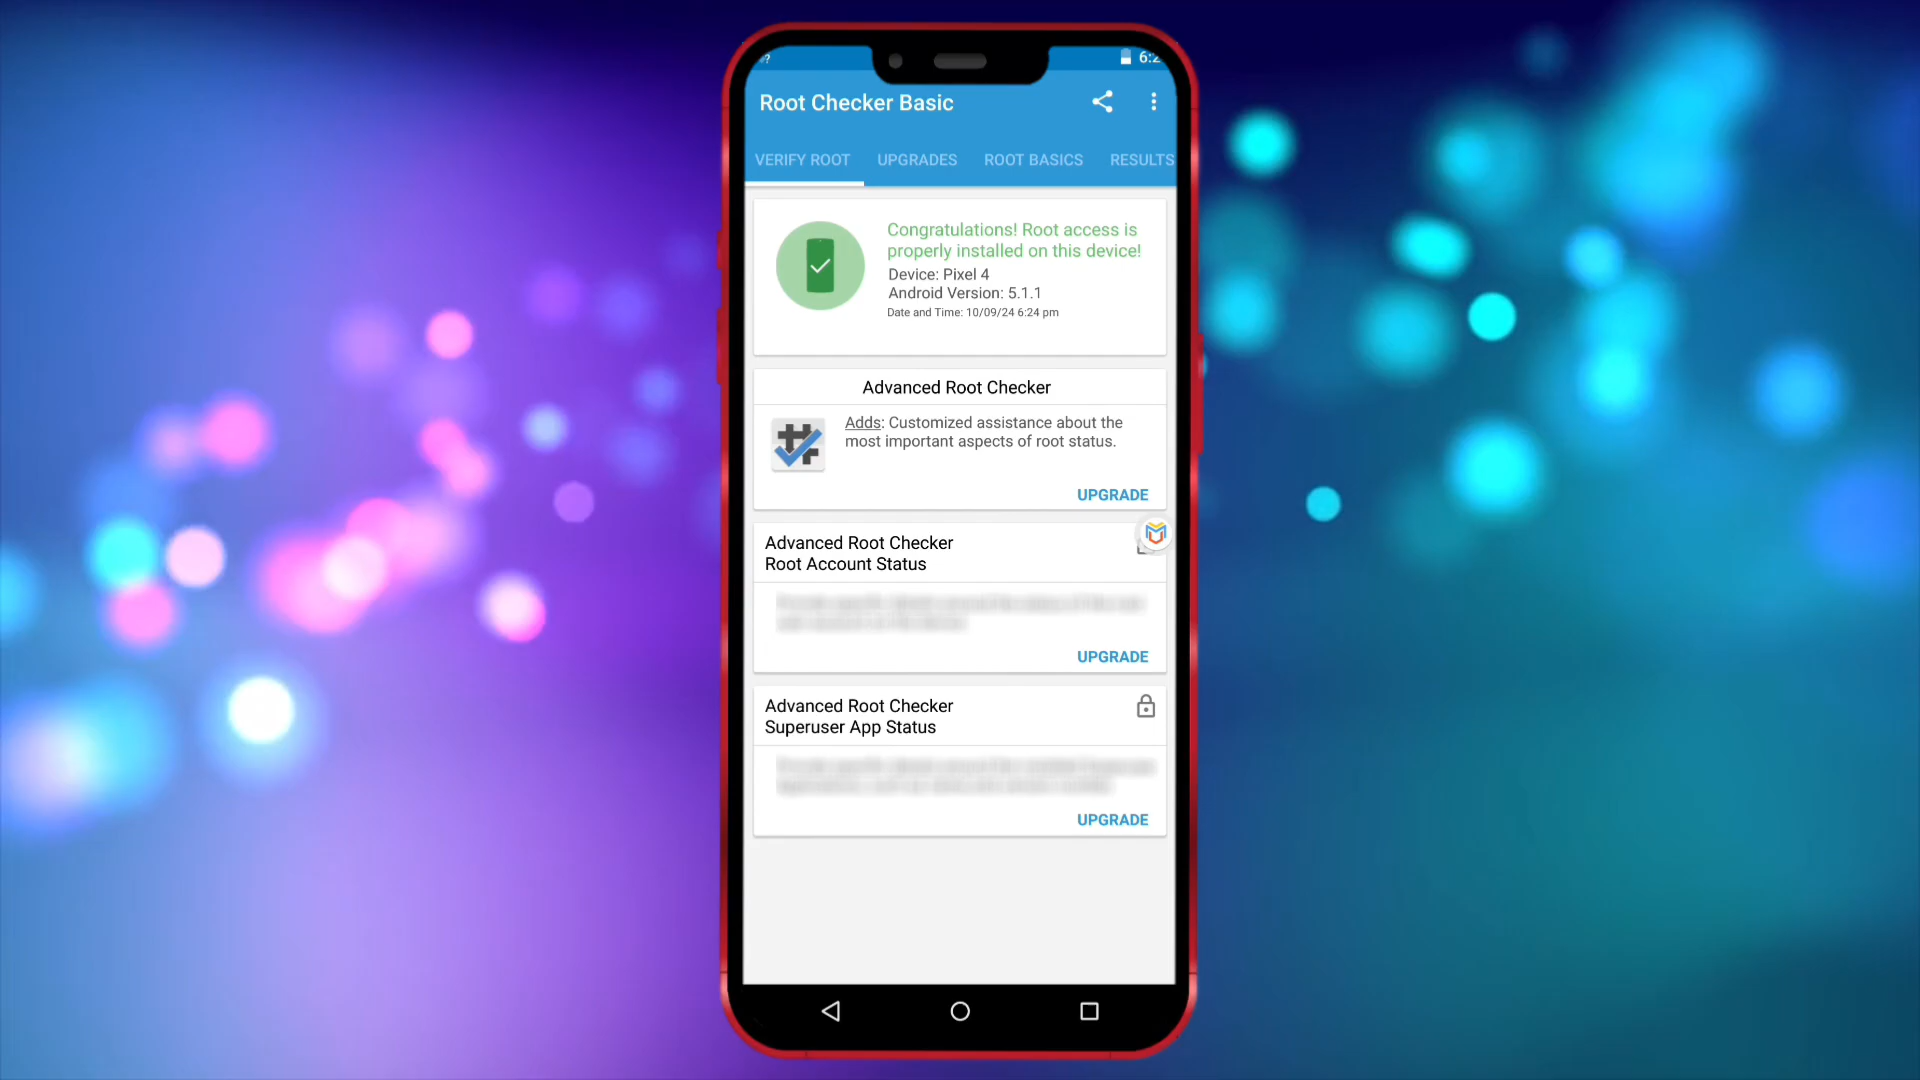 ?
Root Checker Basic
VERIFY ROOT
UPGRADES
ROOT BASICS
RESULTS
Congratulations! Root access is
properly installed on this device!
Device: Pixel 4
Android Version: 5.1.1
Date and Time: 10/09/24 6:24 pm
Advanced Root Checker
Adds: Customized assistance about the
most important aspects of root status.
UPGRADE
Advanced Root Checker
Root Account Status
UPGRADE
Advanced Root Checker
Superuser App Status
UPGRADE